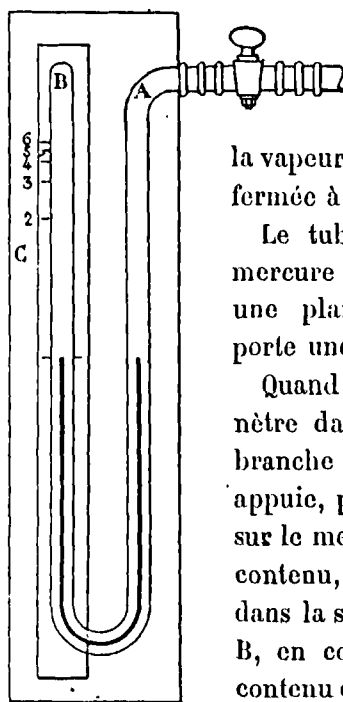 B
A
6
5
4
3
2
C
la vapeur
fermée à
Le tub
mercure
une plan
porte une
Quand
nètre da
branche
appuie, p
sur le me
contenu,
dans la s
B, en co
contenu d